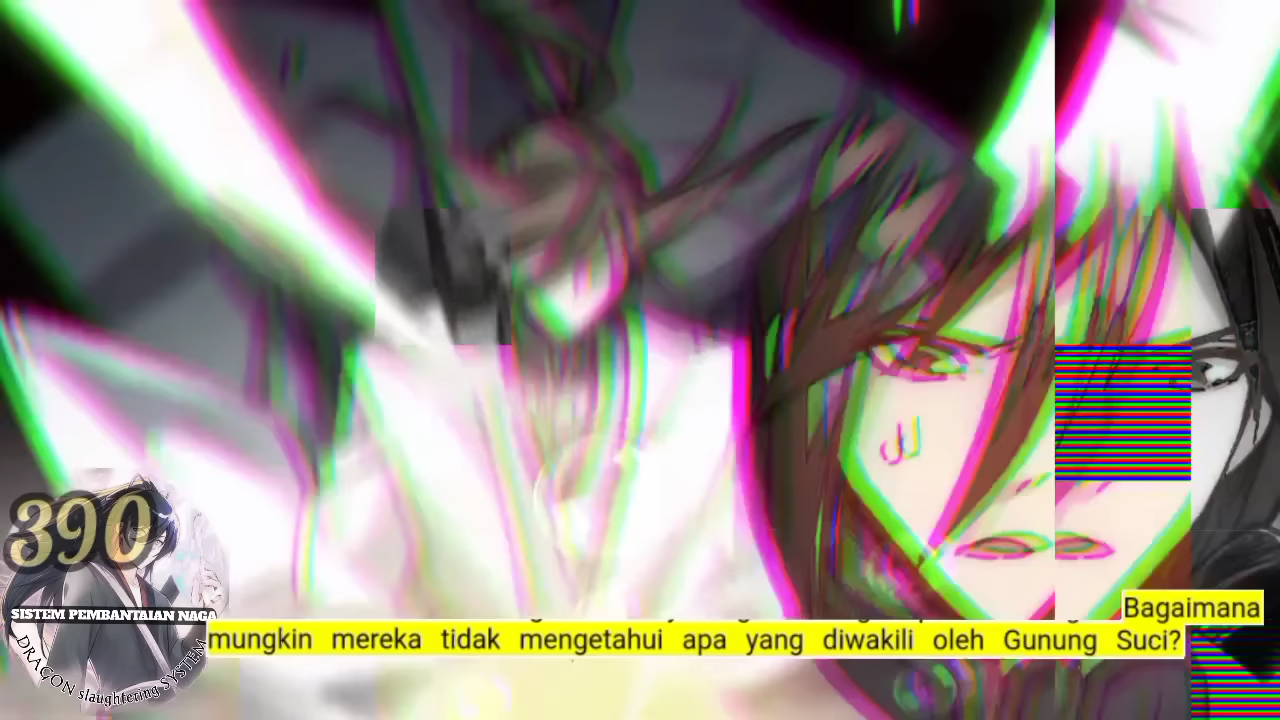 390
SISTEM PEMBANTAIAN NAGA
DRAGON slaughtering SYSTEM
Bagaimana
mungkin mereka tidak mengetahui apa yang diwakili oleh Gunung Suci?